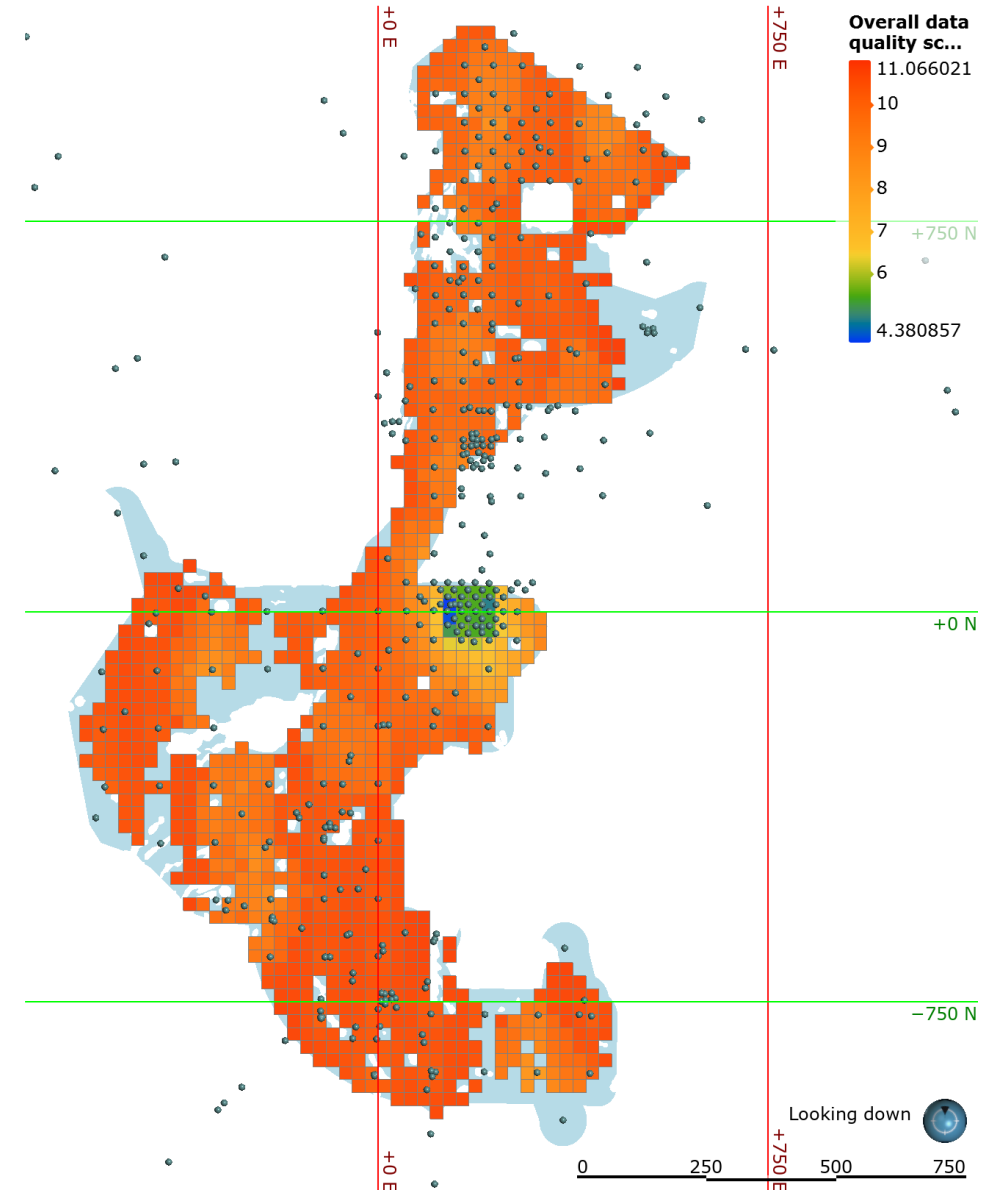 +0 E
+750 E
Overall data
quality sc...
11.066021
10
9
8
7
6
4.380857
+750 N
+0 N
−750 N
Looking down
+0 E
+750 E
0 250 500 750